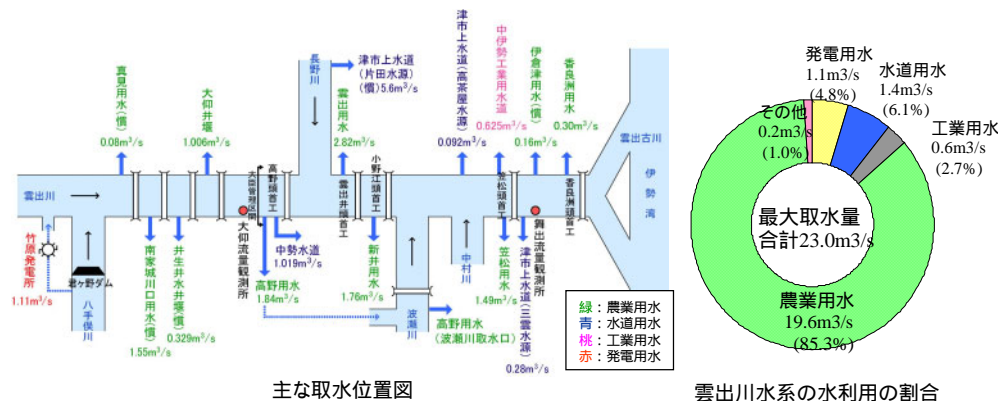 真見用水(慣)
0.08m³/s
大仰井堰
1.006m³/s
長野川
津市上水道
(片田水源)
(慣)5.6m³/s
雲出用水
2.82m³/s
津市上水道(高茶屋水源)
0.092m³/s
中伊勢工業用水道
0.625m³/s
伊倉津用水(慣)
0.16m³/s
香良洲用水
0.30m³/s
雲出川
大臣管理区間
高野頭首工
雲出井頭首工
小野江頭首工
笠松頭首工
香良洲頭首工
雲出古川
伊勢湾
竹原発電所
1.11m³/s
君ヶ野ダム
八手俣川
南家城川口用水(慣)
1.55m³/s
井生井水井堰(慣)
0.329m³/s
大仰流量観測所
中勢水道
1.019m³/s
高野用水
1.84m³/s
新井用水
1.76m³/s
波瀬川
高野用水
(波瀬川取水口)
中村川
笠松用水
1.49m³/s
津市上水道(三雲水源)
0.28m³/s
舞出流量観測所
緑：農業用水
青：水道用水
桃：工業用水
赤：発電用水
主な取水位置図
発電用水
1.1m3/s
(4.8%)
水道用水
1.4m3/s
(6.1%)
工業用水
0.6m3/s
(2.7%)
その他
0.2m3/s
(1.0%)
最大取水量
合計23.0m3/s
農業用水
19.6m3/s
(85.3%)
雲出川水系の水利用の割合